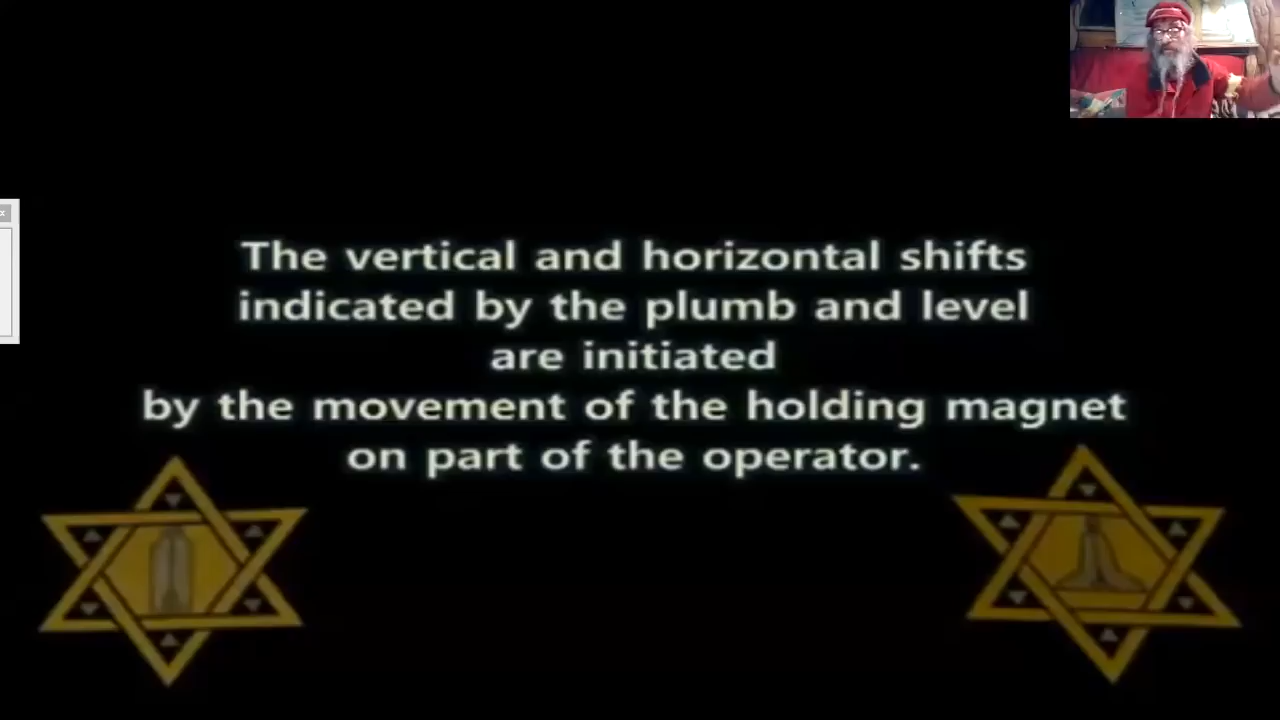 The vertical and horizontal shifts
indicated by the plumb and level
are initiated
by the movement of the holding magnet
on part of the operator.